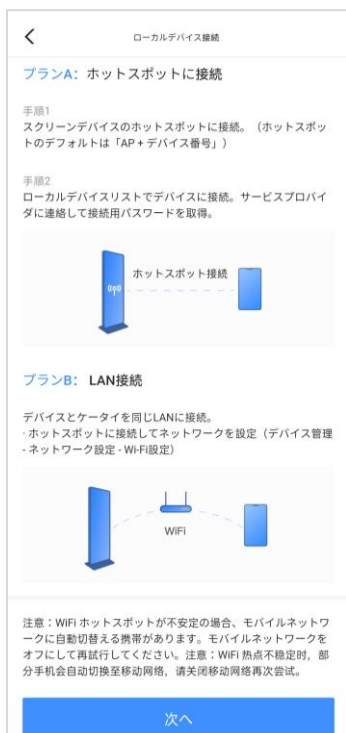 ローカルデバイス接続
プランA：ホットスポットに接続
手順1
スクリーンデバイスのホットスポットに接続。（ホットスポッ
トのデフォルトは「AP + デバイス番号」）
手順2
ローカルデバイスリストでデバイスに接続。サービスプロバイ
ダに連絡して接続用パスワードを取得。
ホットスポット接続
プランB： LAN接続
デバイスとケータイを同じLANに接続。
· ホットスポットに接続してネットワークを設定（デバイス管理
- ネットワーク設定 - Wi-Fi設定）
WiFi
注意：WiFi ホットスポットが不安定の場合、モバイルネットワ
ークに自動切替える携帯があります。モバイルネットワークを
オフにして再試行してください。注意：WiFi 热点不稳定时，部
分手机会自动切换至移动网络，请关闭移动网络再次尝试。
次へ